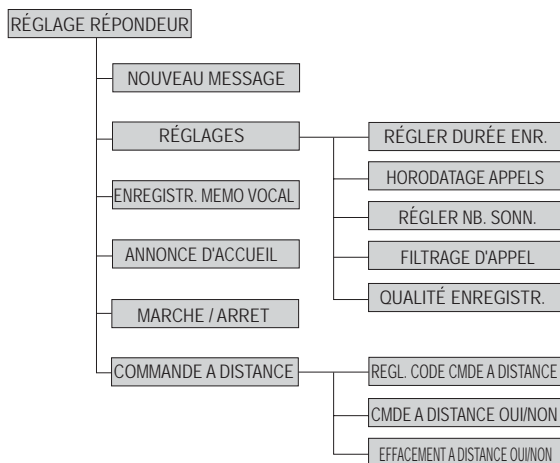 RÉGLAGE RÉPONDEUR
NOUVEAU MESSAGE
RÉGLAGES
RÉGLER DURÉE ENR.
HORODATAGE APPELS
ENREGISTR. MEMO VOCAL
RÉGLER NB. SONN.
ANNONCE D'ACCUEIL
FILTRAGE D'APPEL
QUALITÉ ENREGISTR.
MARCHE / ARRET
COMMANDE A DISTANCE
REGL. CODE CMDE A DISTANCE
CMDE A DISTANCE OUI/NON
EFFACEMENT A DISTANCE OUI/NON